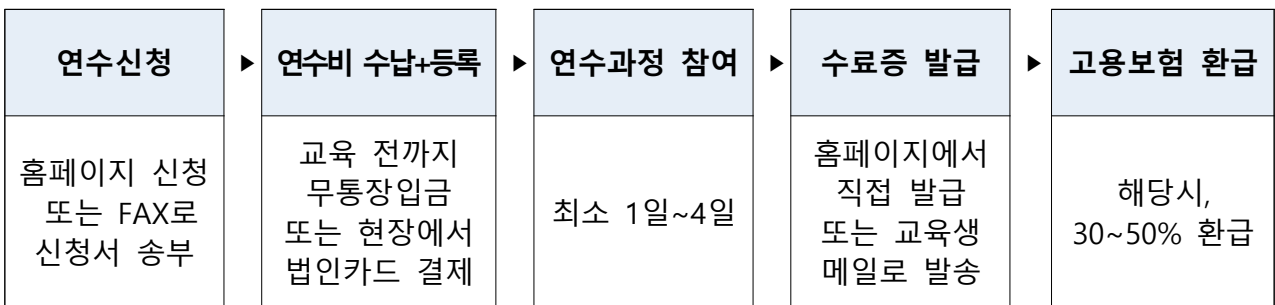 연수신청
▶
연수비 수납+등록
▶
연수과정 참여
▶
수료증 발급
▶
고용보험 환급
홈페이지 신청
또는 FAX로
신청서 송부
교육 전까지
무통장입금
또는 현장에서
법인카드 결제
최소 1일~4일
홈페이지에서
직접 발급
또는 교육생
메일로 발송
해당시,
30~50% 환급